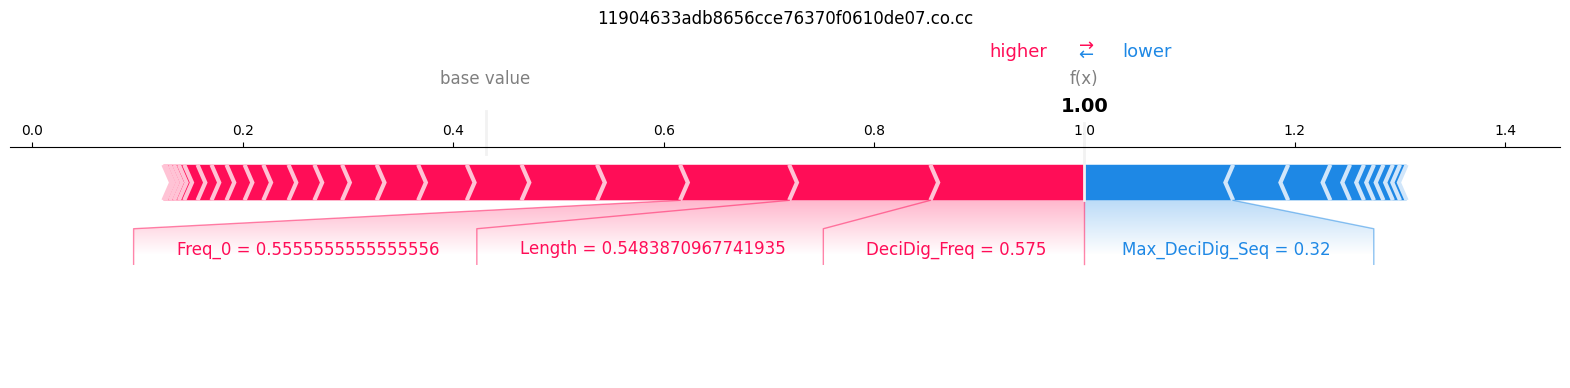 11904633adb8656cce76370f0610de07.co.cc
higher ⇄ lower
base value f(x)
1.00
0.0 0.2 0.4 0.6 0.8 1.0 1.2 1.4
Freq_0 = 0.5555555555555556 Length = 0.5483870967741935 DeciDig_Freq = 0.575 Max_DeciDig_Seq = 0.32